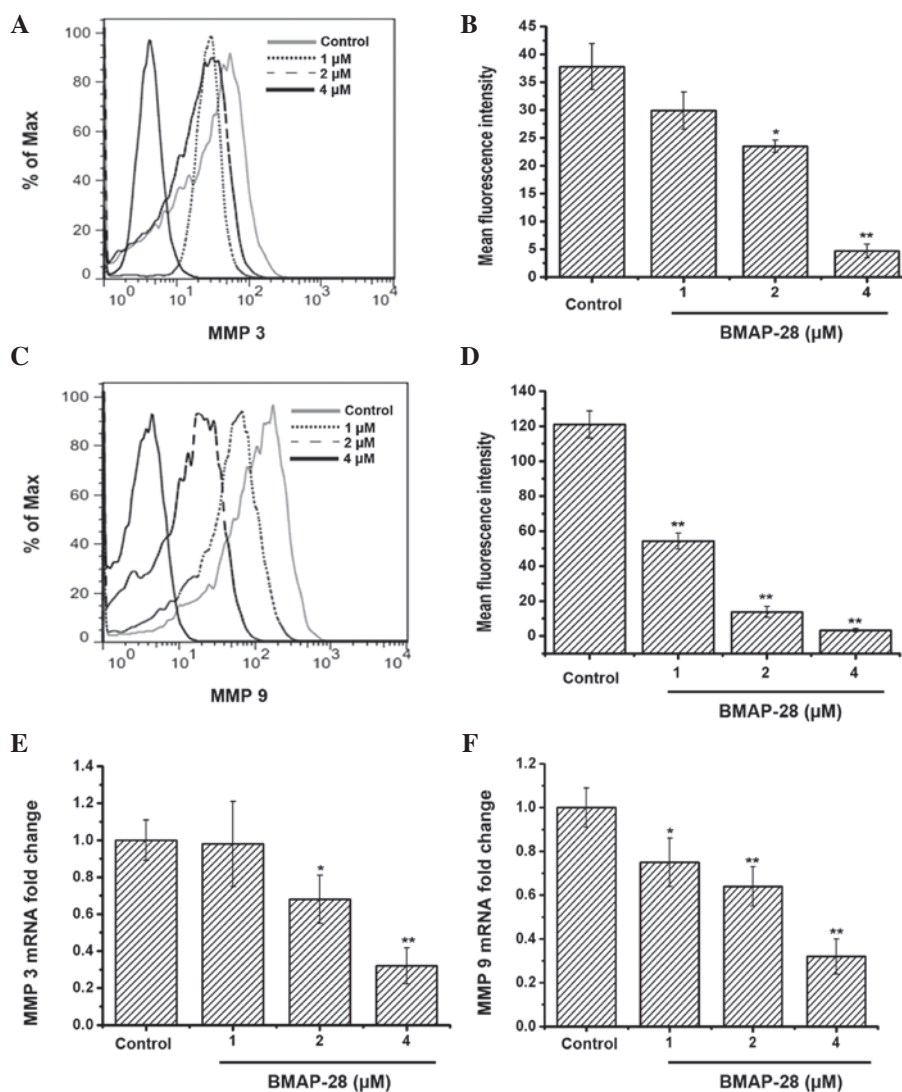 A
% of Max
100
80
60
40
20
0
Control
1 µM
2 µM
4 µM
10^0 10^1 10^2 10^3 10^4
MMP 3
B
Mean fluorescence intensity
45
40
35
30
25
20
15
10
5
0
*
**
Control 1 2 4
BMAP-28 (µM)
C
% of Max
100
80
60
40
20
0
Control
1 µM
2 µM
4 µM
10^0 10^1 10^2 10^3 10^4
MMP 9
D
Mean fluorescence intensity
140
120
100
80
60
40
20
0
**
**
**
Control 1 2 4
BMAP-28 (µM)
E
MMP 3 mRNA fold change
1.4
1.2
1.0
0.8
0.6
0.4
0.2
0.0
*
**
Control 1 2 4
BMAP-28 (µM)
F
MMP 9 mRNA fold change
1.2
1.0
0.8
0.6
0.4
0.2
0.0
*
**
**
Control 1 2 4
BMAP-28 (µM)